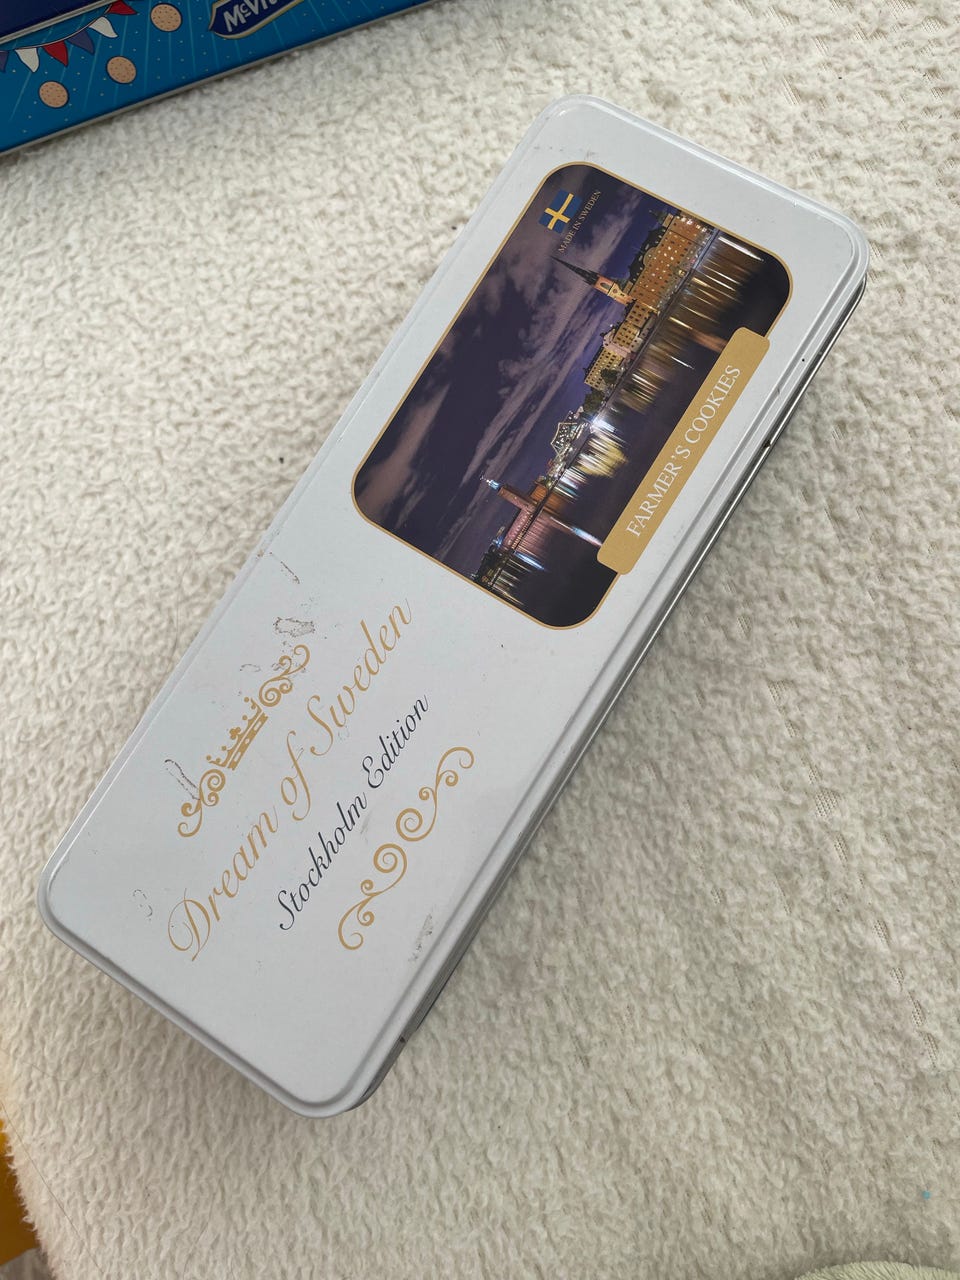 Dream of Sweden
Stockholm Edition
MADE IN SWEDEN
FARMER'S COOKIES